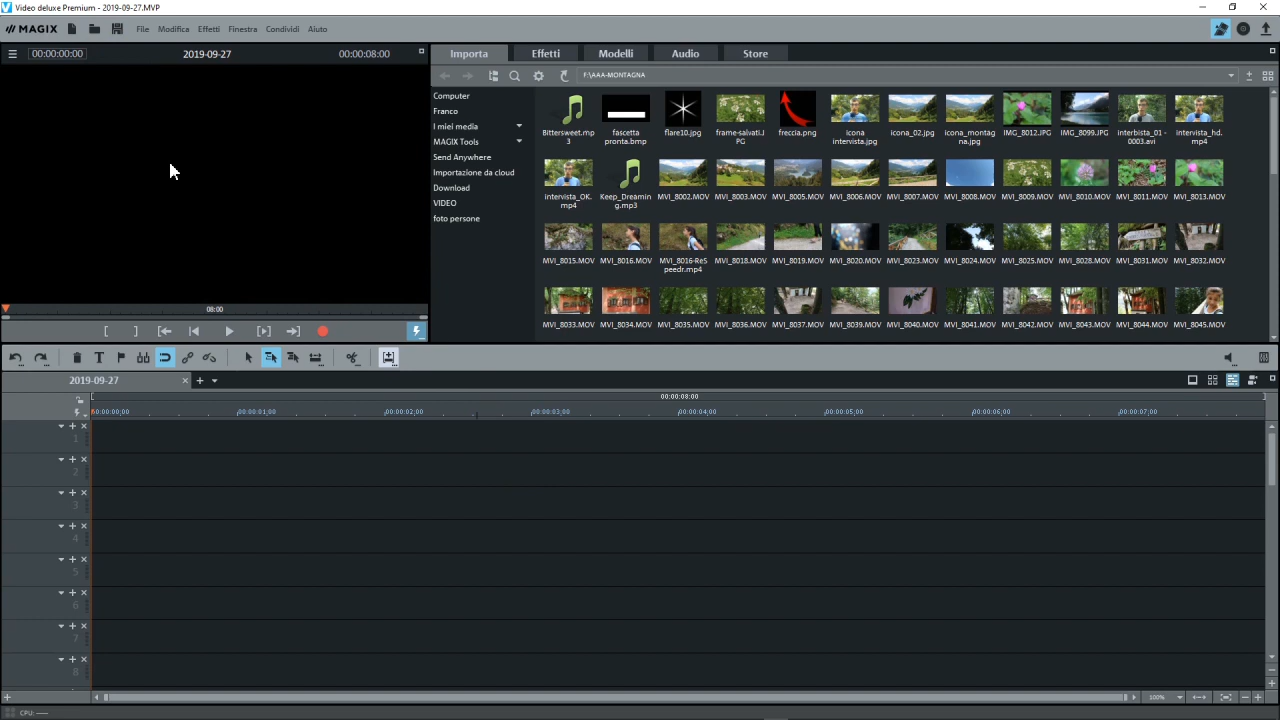 Video deluxe Premium - 2019-09-27.MVP
MAGIX File Modifica Effetti Finestra Condividi Aiuto
00:00:00:00 2019-09-27 00:00:08:00
Importa Effetti Modelli Audio Store
F:\AAA-MONTAGNA
Computer
Franco
I miei media
MAGIX Tools
Send Anywhere
Importazione da cloud
Download
VIDEO
foto persone
Bittersweet.mp3 fascetta pronta.bmp flare10.jpg frame-salvati.JPG freccia.png icona intervista.jpg icona_02.jpg icona_montagna.jpg IMG_8012.JPG IMG_8099.JPG interbista_01 - 0003.avi intervista_hd.mp4
intervista_OK.mp4 Keep_Dreaming.mp3 MVI_8002.MOV MVI_8003.MOV MVI_8005.MOV MVI_8006.MOV MVI_8007.MOV MVI_8008.MOV MVI_8009.MOV MVI_8010.MOV MVI_8011.MOV MVI_8013.MOV
MVI_8015.MOV MVI_8016.MOV MVI_8016-ReSpeedr.mp4 MVI_8018.MOV MVI_8019.MOV MVI_8020.MOV MVI_8023.MOV MVI_8024.MOV MVI_8025.MOV MVI_8028.MOV MVI_8031.MOV MVI_8032.MOV
MVI_8033.MOV MVI_8034.MOV MVI_8035.MOV MVI_8036.MOV MVI_8037.MOV MVI_8039.MOV MVI_8040.MOV MVI_8041.MOV MVI_8042.MOV MVI_8043.MOV MVI_8044.MOV MVI_8045.MOV
08:00
2019-09-27
00:00:08:00
00:00:00;00 00:00:01;00 00:00:02;00 00:00:03;00 00:00:04;00 00:00:05;00 00:00:06;00 00:00:07;00
1
2
3
4
5
6
7
8
100%
CPU: ----